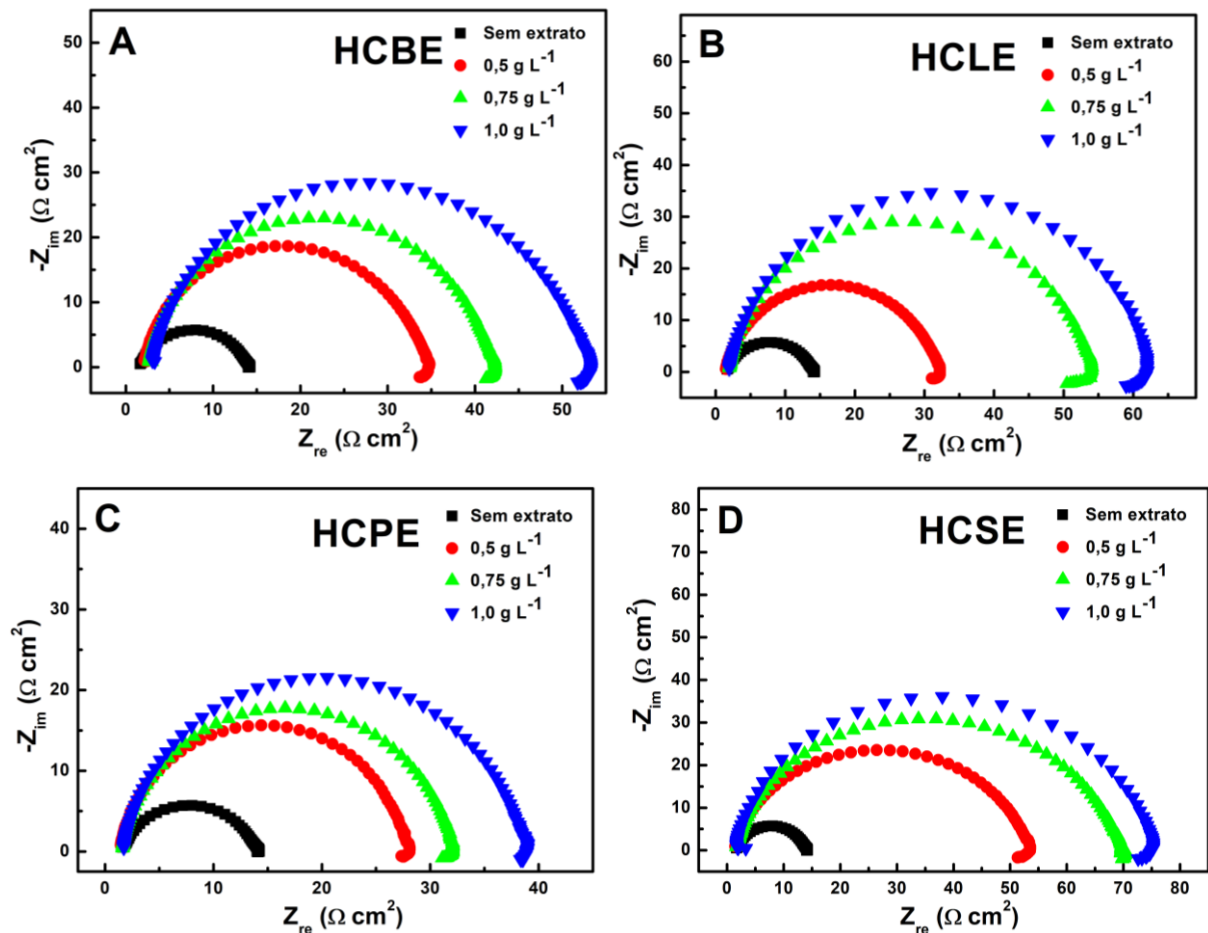 A
HCBE
Sem extrato
0,5 g L⁻¹
0,75 g L⁻¹
1,0 g L⁻¹
50
40
30
20
10
0
-Z_im (Ω cm²)
0 10 20 30 40 50
Z_re (Ω cm²)
B
HCLE
Sem extrato
0,5 g L⁻¹
0,75 g L⁻¹
1,0 g L⁻¹
60
50
40
30
20
10
0
-Z_im (Ω cm²)
0 10 20 30 40 50 60
Z_re (Ω cm²)
C
HCPE
Sem extrato
0,5 g L⁻¹
0,75 g L⁻¹
1,0 g L⁻¹
40
30
20
10
0
-Z_im (Ω cm²)
0 10 20 30 40
Z_re (Ω cm²)
D
HCSE
Sem extrato
0,5 g L⁻¹
0,75 g L⁻¹
1,0 g L⁻¹
80
70
60
50
40
30
20
10
0
-Z_im (Ω cm²)
0 10 20 30 40 50 60 70 80
Z_re (Ω cm²)